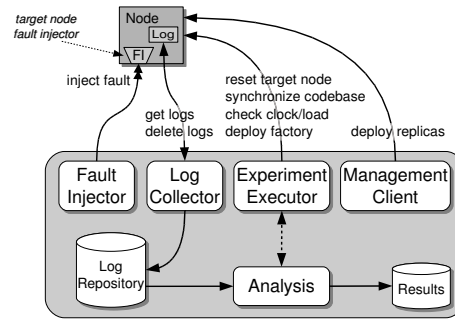 target node
fault injector
Node
Log
FI
inject fault
get logs
delete logs
reset target node
synchronize codebase
check clock/load
deploy factory
deploy replicas
Fault
Injector
Log
Collector
Experiment
Executor
Management
Client
Log
Repository
Analysis
Results